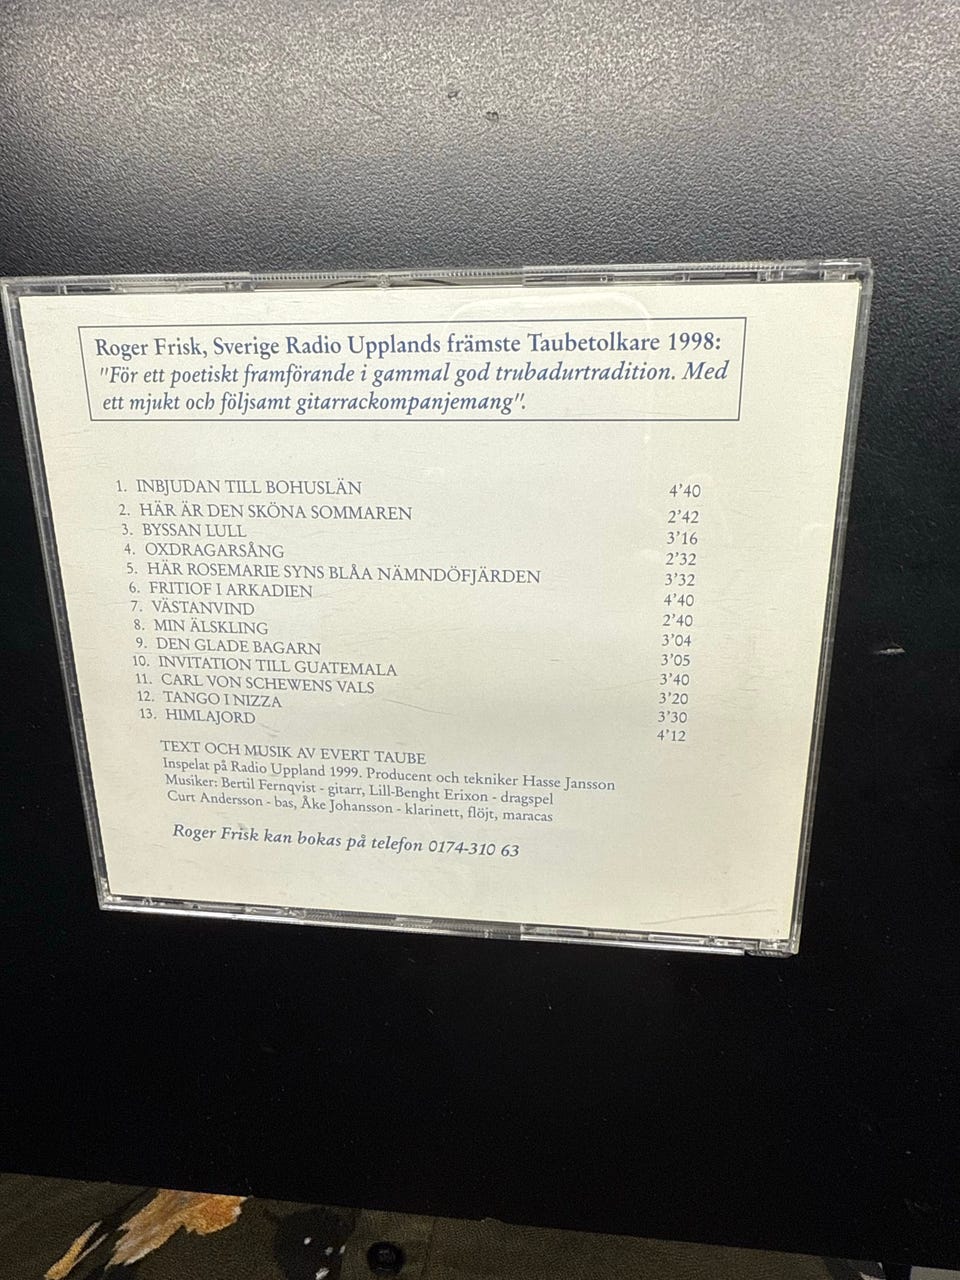 Roger Frisk, Sverige Radio Upplands främste Taubetolkare 1998:
"För ett poetiskt framförande i gammal god trubadurtradition. Med
ett mjukt och följsamt gitarrackompanjemang".
1. INBJUDAN TILL BOHUSLÄN 4'40
2. HÄR ÄR DEN SKÖNA SOMMAREN 2'42
3. BYSSAN LULL 3'16
4. OXDRAGARSÅNG 2'32
5. HÄR ROSEMARIE SYNS BLÅA NÄMNDÖFJÄRDEN 3'32
6. FRITIOF I ARKADIEN 4'40
7. VÄSTANVIND 2'40
8. MIN ÄLSKLING 3'04
9. DEN GLADE BAGARN 3'05
10. INVITATION TILL GUATEMALA 3'40
11. CARL VON SCHEWENS VALS 3'20
12. TANGO I NIZZA 3'30
13. HIMLAJORD 4'12
TEXT OCH MUSIK AV EVERT TAUBE
Inspelat på Radio Uppland 1999. Producent och tekniker Hasse Jansson
Musiker: Bertil Fernqvist - gitarr, Lill-Benght Erixon - dragspel
Curt Andersson - bas, Åke Johansson - klarinett, flöjt, maracas
Roger Frisk kan bokas på telefon 0174-310 63